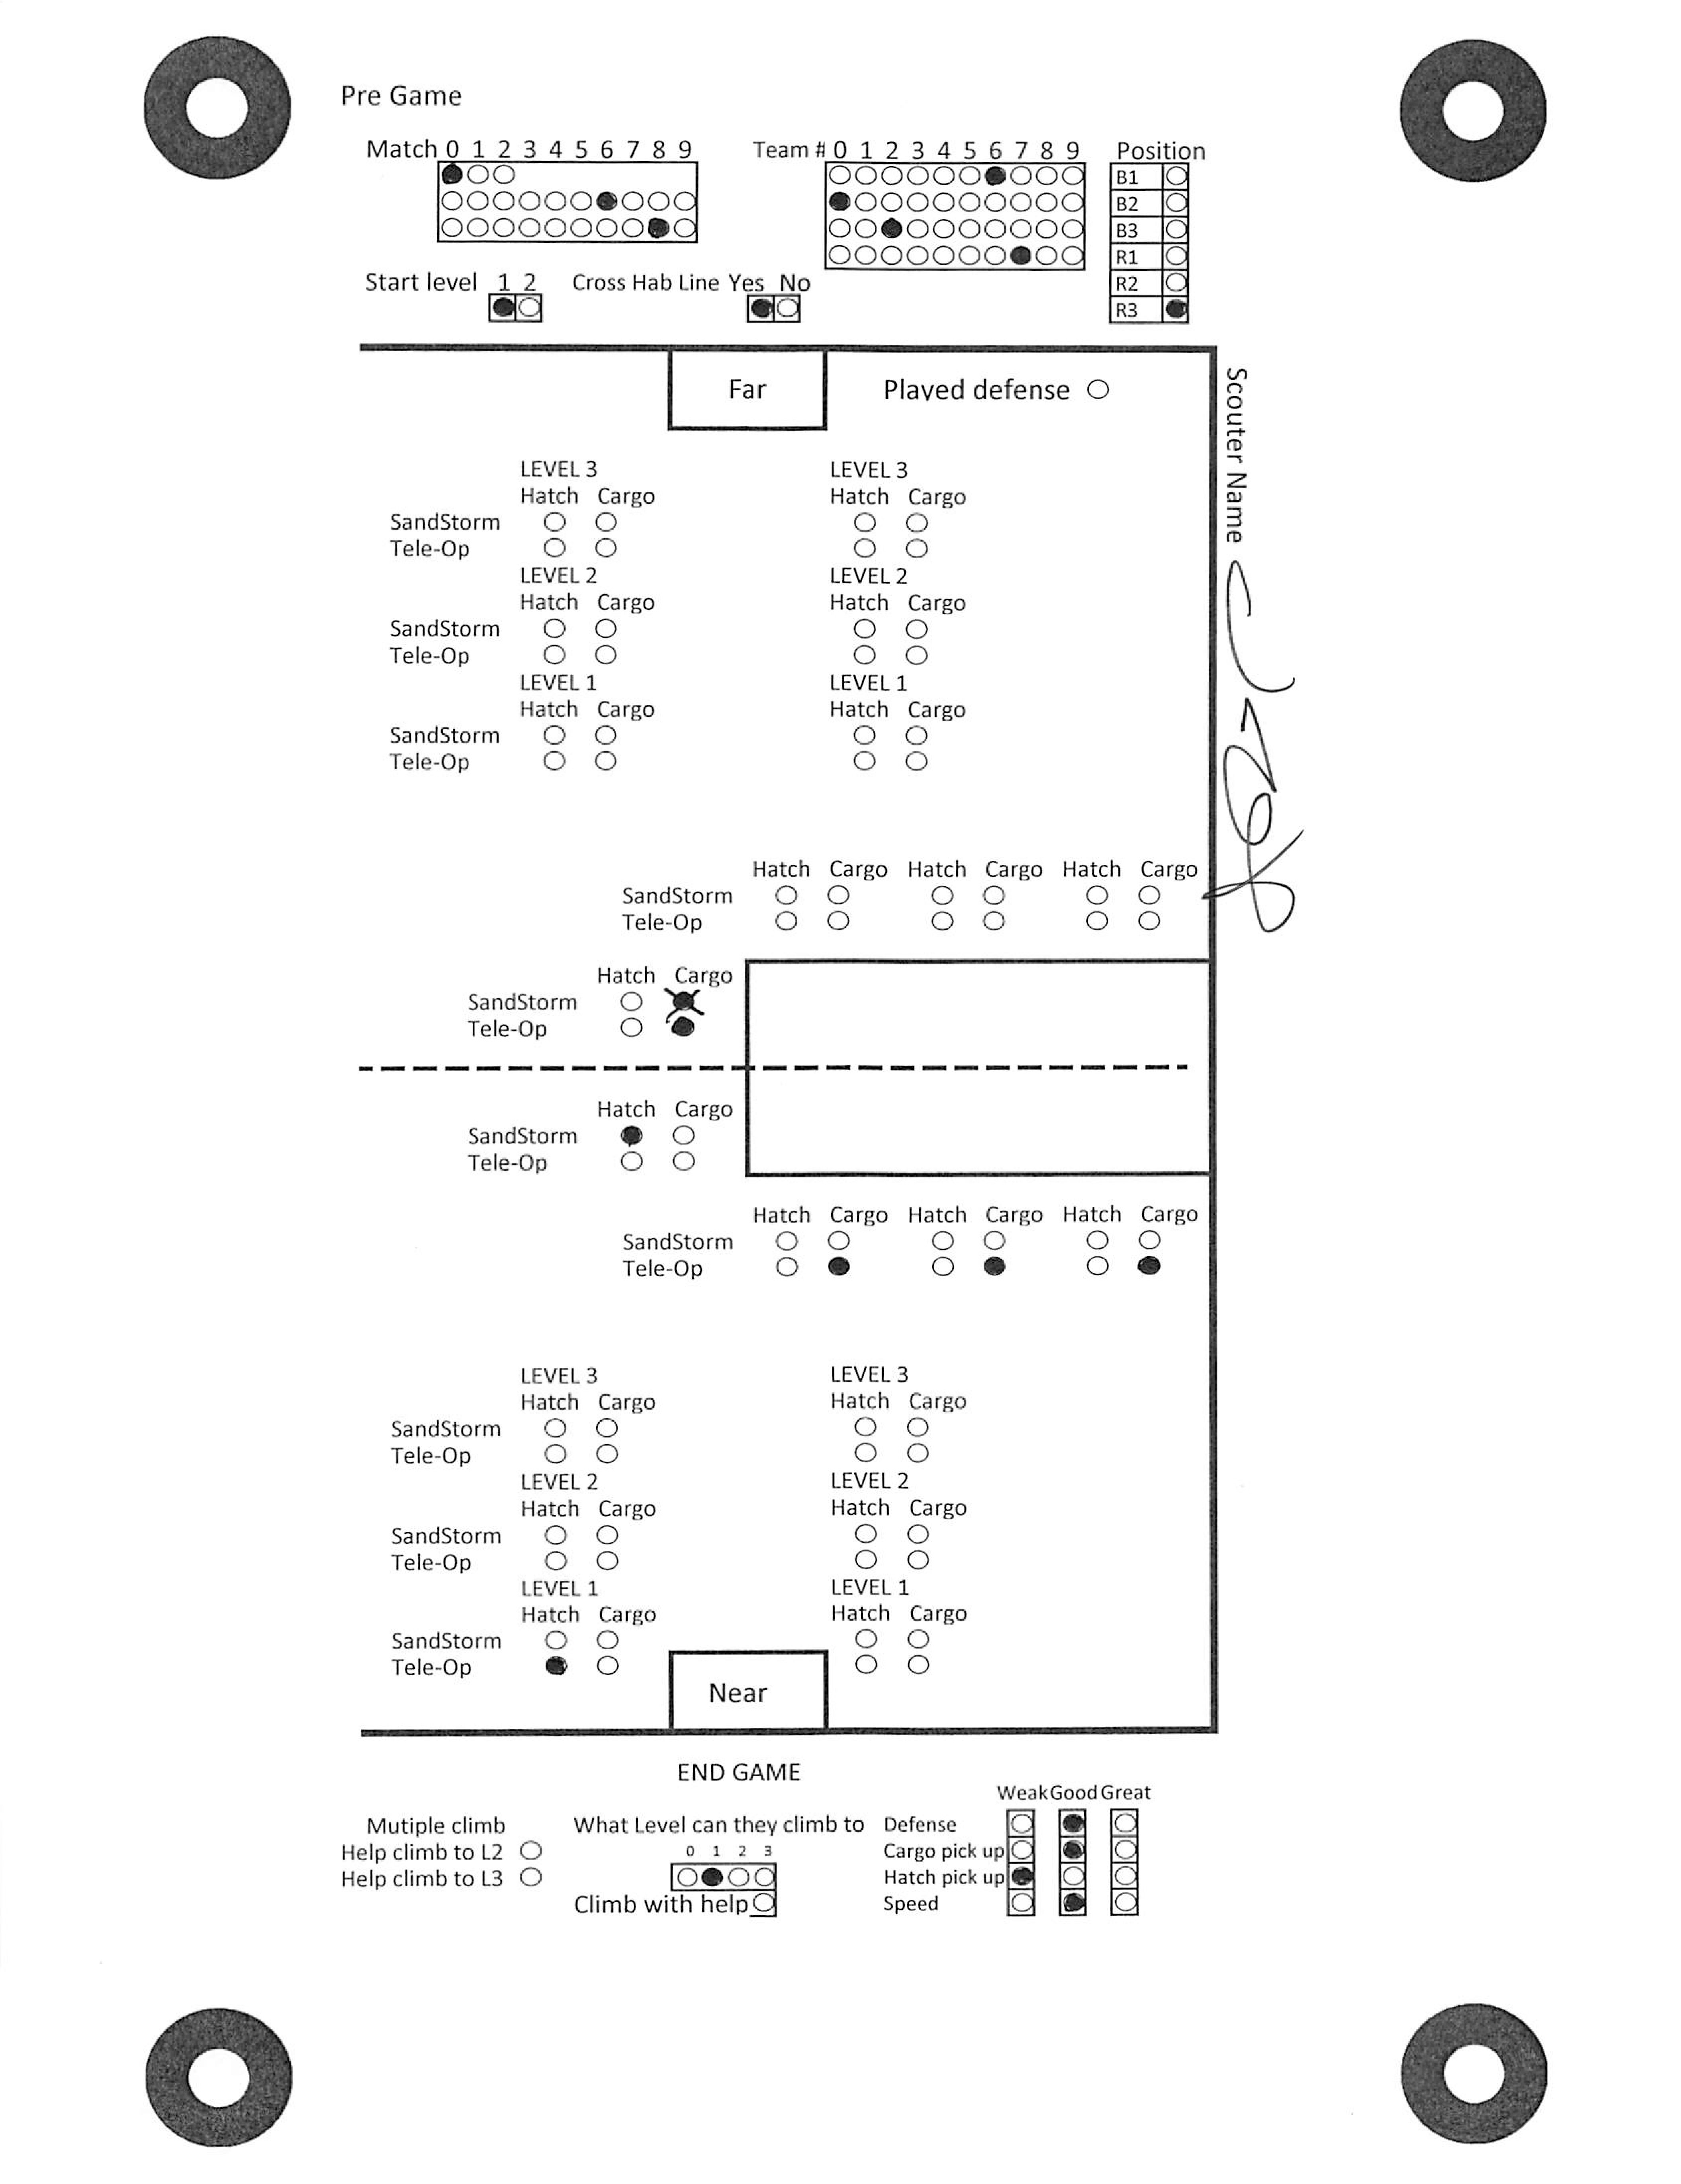 Pre Game
Match 0 1 2 3 4 5 6 7 8 9
Team # 0 1 2 3 4 5 6 7 8 9
Position
B1
B2
B3
R1
R2
R3
Start level 1 2
Cross Hab Line Yes No
Far
Played defense
Scouter Name
LEVEL 3 LEVEL 3
Hatch Cargo Hatch Cargo
SandStorm
Tele-Op
LEVEL 2 LEVEL 2
Hatch Cargo Hatch Cargo
SandStorm
Tele-Op
LEVEL 1 LEVEL 1
Hatch Cargo Hatch Cargo
SandStorm
Tele-Op
Hatch Cargo Hatch Cargo Hatch Cargo
SandStorm
Tele-Op
Hatch Cargo
SandStorm
Tele-Op
Hatch Cargo
SandStorm
Tele-Op
Hatch Cargo Hatch Cargo Hatch Cargo
SandStorm
Tele-Op
LEVEL 3 LEVEL 3
Hatch Cargo Hatch Cargo
SandStorm
Tele-Op
LEVEL 2 LEVEL 2
Hatch Cargo Hatch Cargo
SandStorm
Tele-Op
LEVEL 1 LEVEL 1
Hatch Cargo Hatch Cargo
SandStorm
Tele-Op
Near
END GAME
Mutiple climb
Help climb to L2
Help climb to L3
What Level can they climb to
0 1 2 3
Climb with help
Weak Good Great
Defense
Cargo pick up
Hatch pick up
Speed